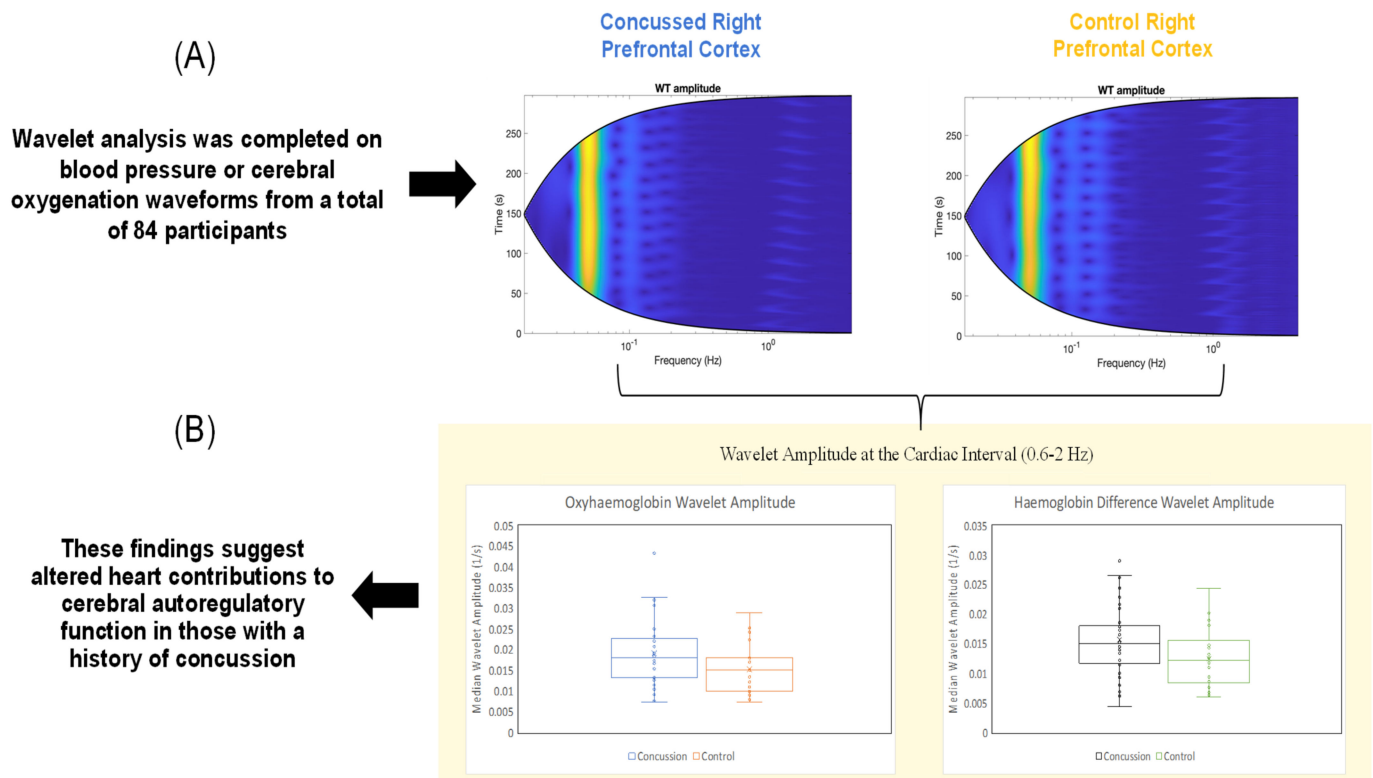 (A)
Wavelet analysis was completed on
blood pressure or cerebral
oxygenation waveforms from a total
of 84 participants
Concussed Right
Prefrontal Cortex
WT amplitude
250
200
150
100
50
0
Time (s)
10-1
100
Frequency (Hz)
Control Right
Prefrontal Cortex
WT amplitude
250
200
150
100
50
0
Time (s)
10-1
100
Frequency (Hz)
(B)
These findings suggest
altered heart contributions to
cerebral autoregulatory
function in those with a
history of concussion
Wavelet Amplitude at the Cardiac Interval (0.6-2 Hz)
Oxyhaemoglobin Wavelet Amplitude
Median Wavelet Amplitude (1/s)
0.05
0.045
0.04
0.035
0.03
0.025
0.02
0.015
0.01
0.005
0
Concussion
Control
Haemoglobin Difference Wavelet Amplitude
Median Wavelet Amplitude (1/s)
0.035
0.03
0.025
0.02
0.015
0.01
0.005
0
Concussion
Control